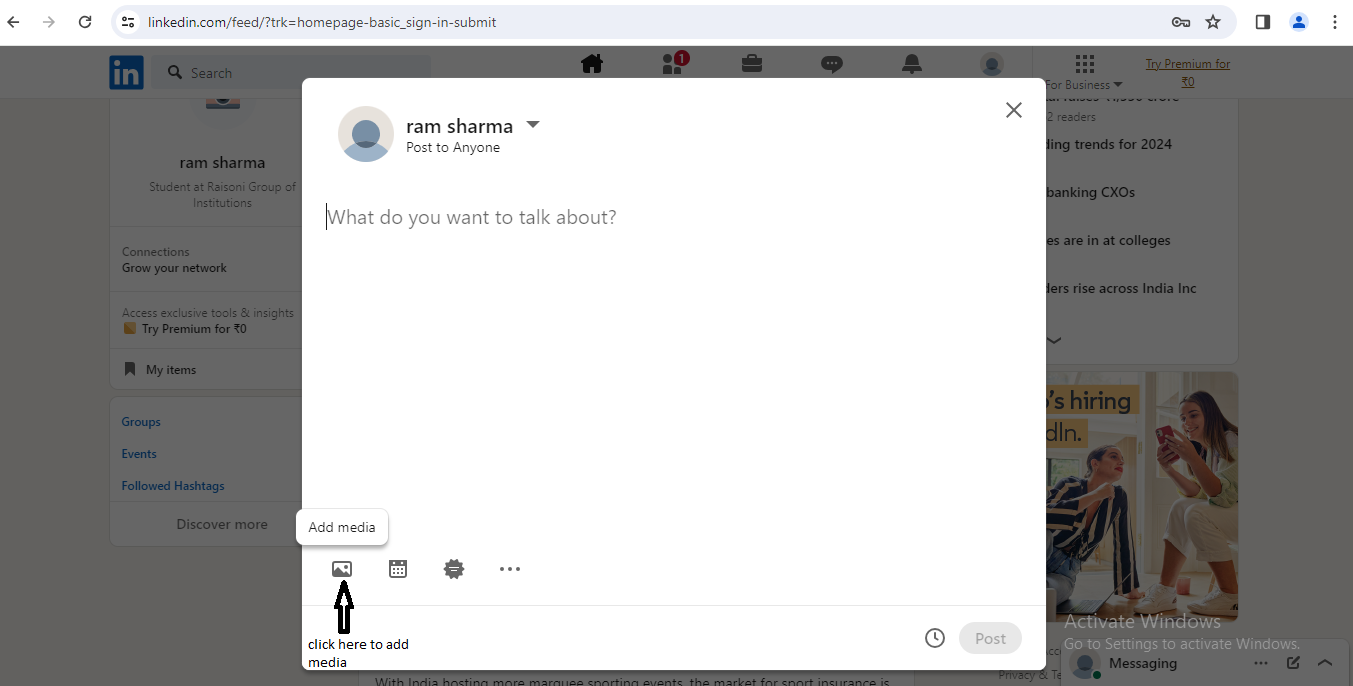 linkedin.com/feed/?trk=homepage-basic_sign-in-submit
in
Search
1
For Business
Try Premium for
₹0
ram sharma
Student at Raisoni Group of
Institutions
Connections
Grow your network
Access exclusive tools & insights
Try Premium for ₹0
My items
Groups
Events
Followed Hashtags
Discover more
ram sharma
Post to Anyone
What do you want to talk about?
Add media
click here to add
media
Post
2 readers
ding trends for 2024
banking CXOs
es are in at colleges
ders rise across India Inc
's hiring
dIn.
Activate Windows
Go to Settings to activate Windows.
Privacy & Te
Messaging
With India hosting more marquee sporting events, the market for sport insurance is